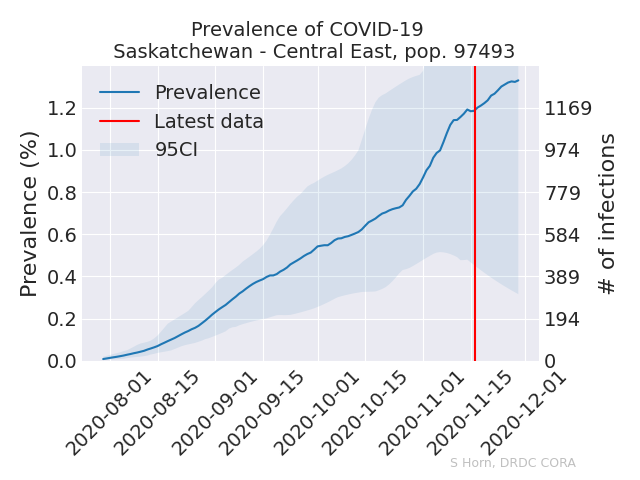 Prevalence of COVID-19
Saskatchewan - Central East, pop. 97493
Prevalence
Latest data
95CI
Prevalence (%)
1.2
1.0
0.8
0.6
0.4
0.2
0.0
1169
974
779
584
389
194
0
# of infections
2020-08-01
2020-08-15
2020-09-01
2020-09-15
2020-10-01
2020-10-15
2020-11-01
2020-11-15
2020-12-01
S Horn, DRDC CORA